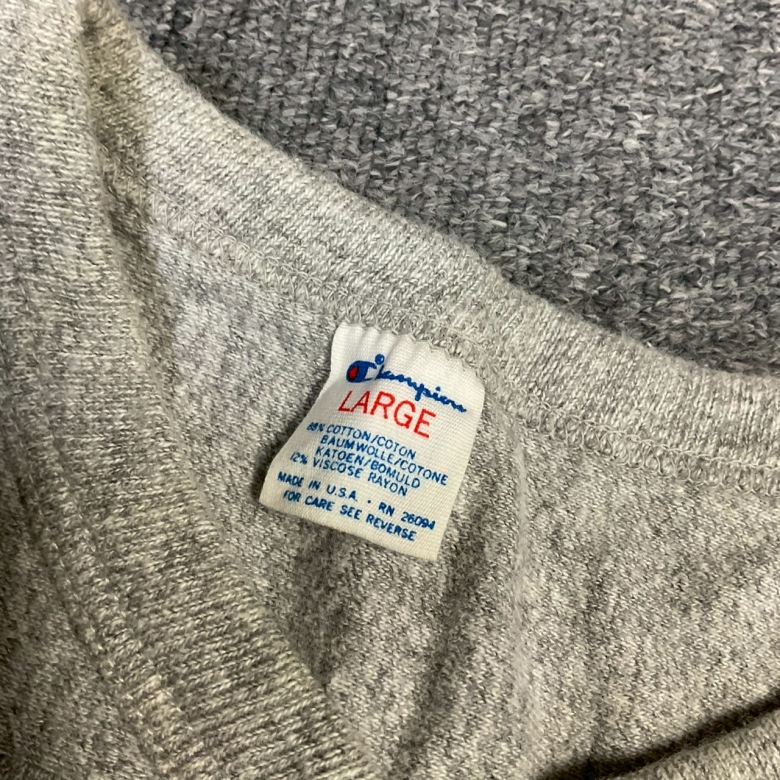 Champion
LARGE
88% COTTON/COTON
BAUMWOLLE/COTONE
KATOEN/BOMULD
12% VISCOSE RAYON
MADE IN U.S.A. · RN 26094
FOR CARE SEE REVERSE